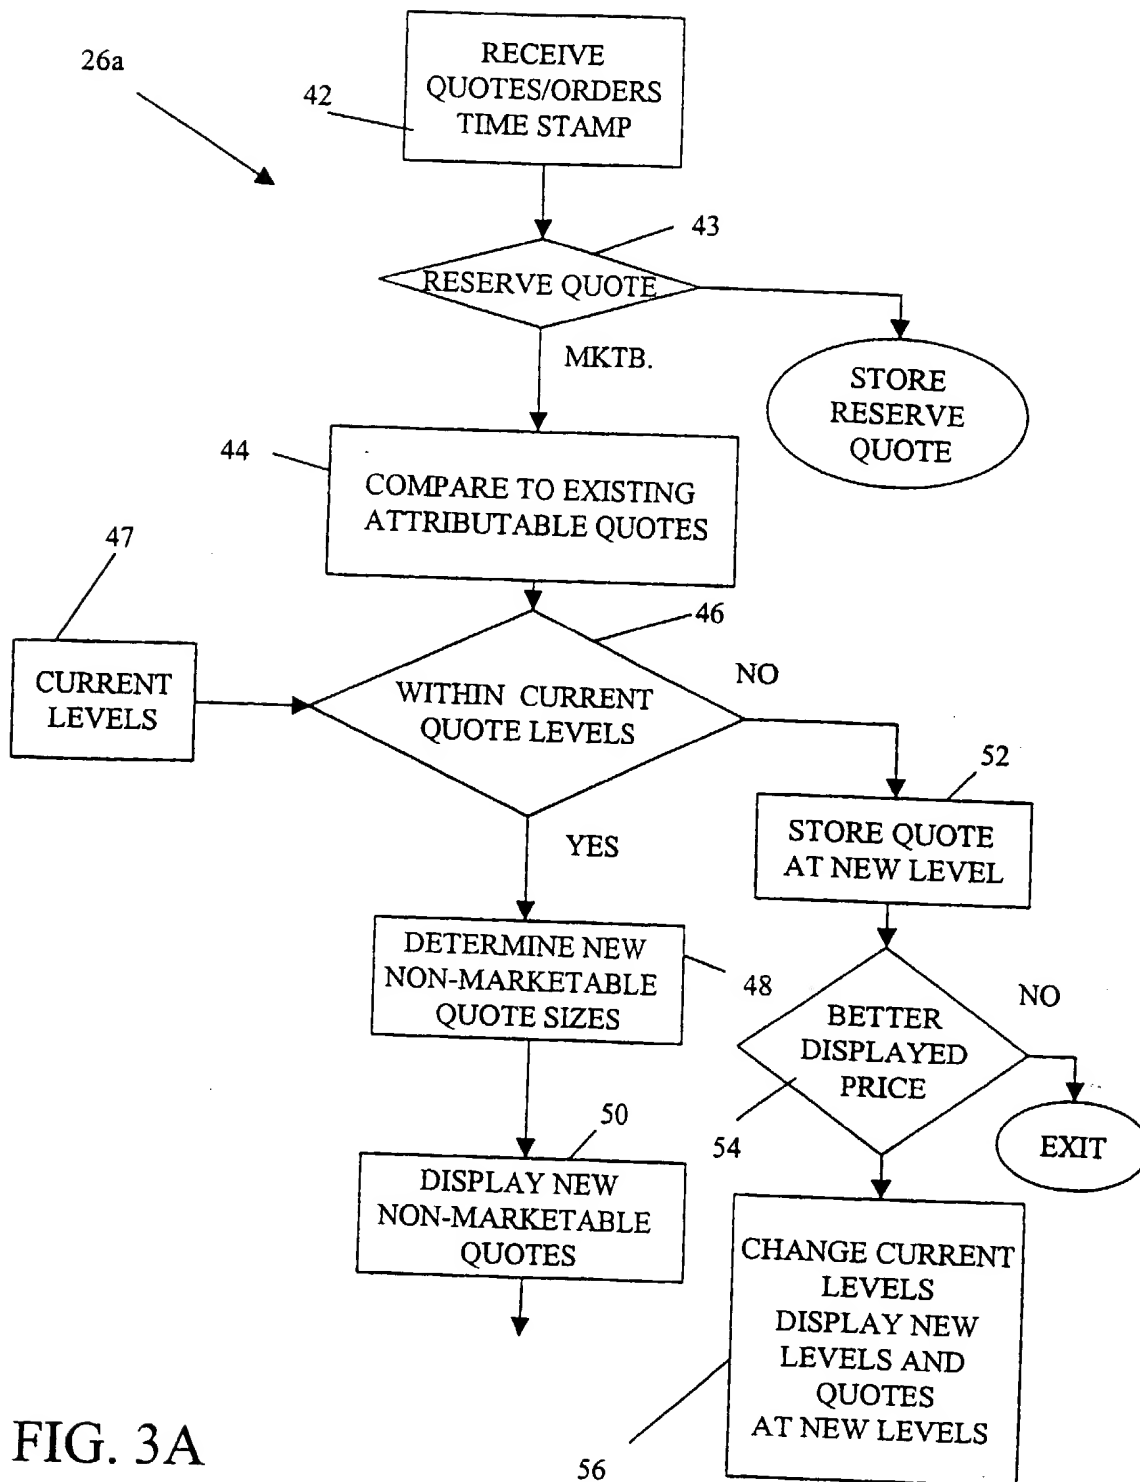 26a
42
RECEIVE
QUOTES/ORDERS
TIME STAMP
43
RESERVE QUOTE
MKTB.
STORE
RESERVE
QUOTE
44
COMPARE TO EXISTING
ATTRIBUTABLE QUOTES
47
CURRENT
LEVELS
46
WITHIN CURRENT
QUOTE LEVELS
NO
YES
52
STORE QUOTE
AT NEW LEVEL
DETERMINE NEW
NON-MARKETABLE
QUOTE SIZES
48
BETTER
DISPLAYED
PRICE
NO
54
EXIT
50
DISPLAY NEW
NON-MARKETABLE
QUOTES
CHANGE CURRENT
LEVELS
DISPLAY NEW
LEVELS AND
QUOTES
AT NEW LEVELS
56
FIG. 3A